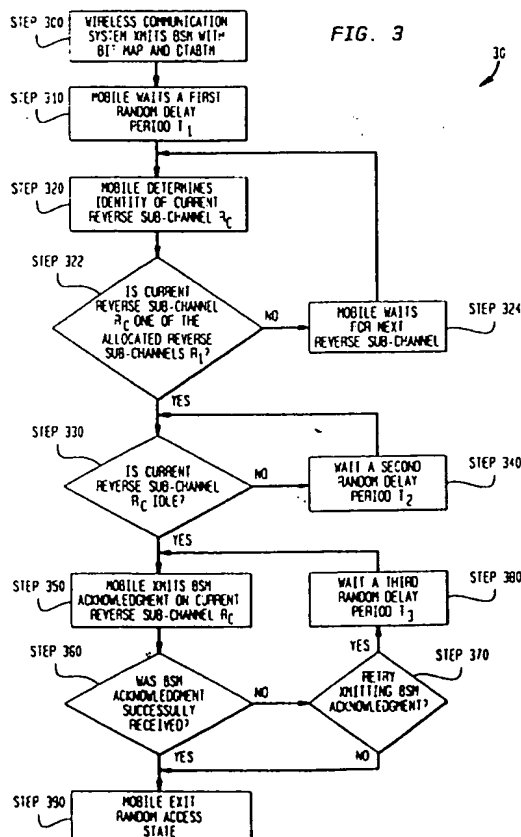 FIG. 3
30
STEP 300
WIRELESS COMMUNICATION
SYSTEM XMITS BSM WITH
BIT MAP AND CTABTM
STEP 310
MOBILE WAITS A FIRST
RANDOM DELAY
PERIOD T1
STEP 320
MOBILE DETERMINES
IDENTITY OF CURRENT
REVERSE SUB-CHANNEL RC
STEP 322
IS CURRENT
REVERSE SUB-CHANNEL
RC ONE OF THE
ALLOCATED REVERSE
SUB-CHANNELS R1?
NO
MOBILE WAITS
FOR NEXT
REVERSE SUB-CHANNEL
STEP 324
YES
STEP 330
IS CURRENT
REVERSE SUB-CHANNEL
RC IDLE?
NO
WAIT A SECOND
RANDOM DELAY
PERIOD T2
STEP 340
YES
STEP 350
MOBILE XMITS BSM
ACKNOWLEDGMENT ON CURRENT
REVERSE SUB-CHANNEL RC
WAIT A THIRD
RANDOM DELAY
PERIOD T3
STEP 380
YES
STEP 360
WAS BSM
ACKNOWLEDGMENT
SUCCESSULLY
RECEIVED?
NO
RETRY
XMITTING BSM
ACKNOWLEDGMENT?
STEP 370
YES
NO
STEP 390
MOBILE EXIT
RANDOM ACCESS
STATE